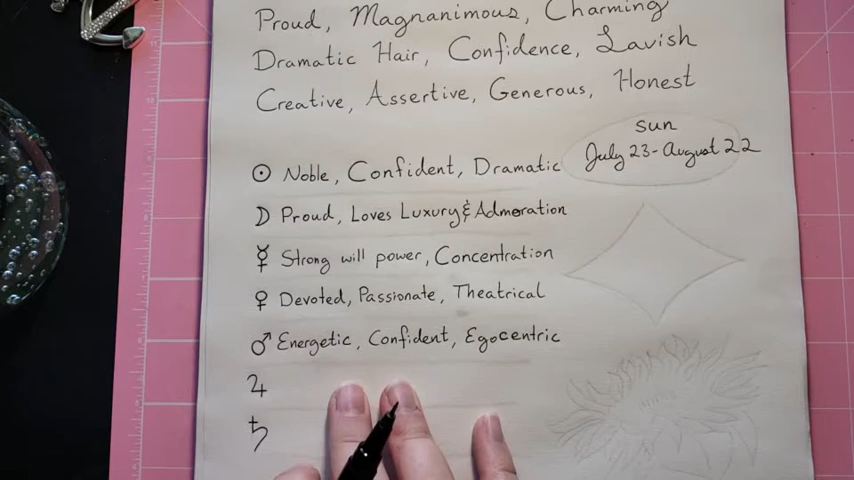 Proud, Magnanimous, Charming
Dramatic Hair, Confidence, Lavish
Creative, Assertive, Generous, Honest
sun
July 23-August 22
☉ Noble, Confident, Dramatic
☽ Proud, Loves Luxury & Admoration
☿ Strong will power, Concentration
♀ Devoted, Passionate, Theatrical
♂ Energetic, Confident, Egocentric
♃
♄